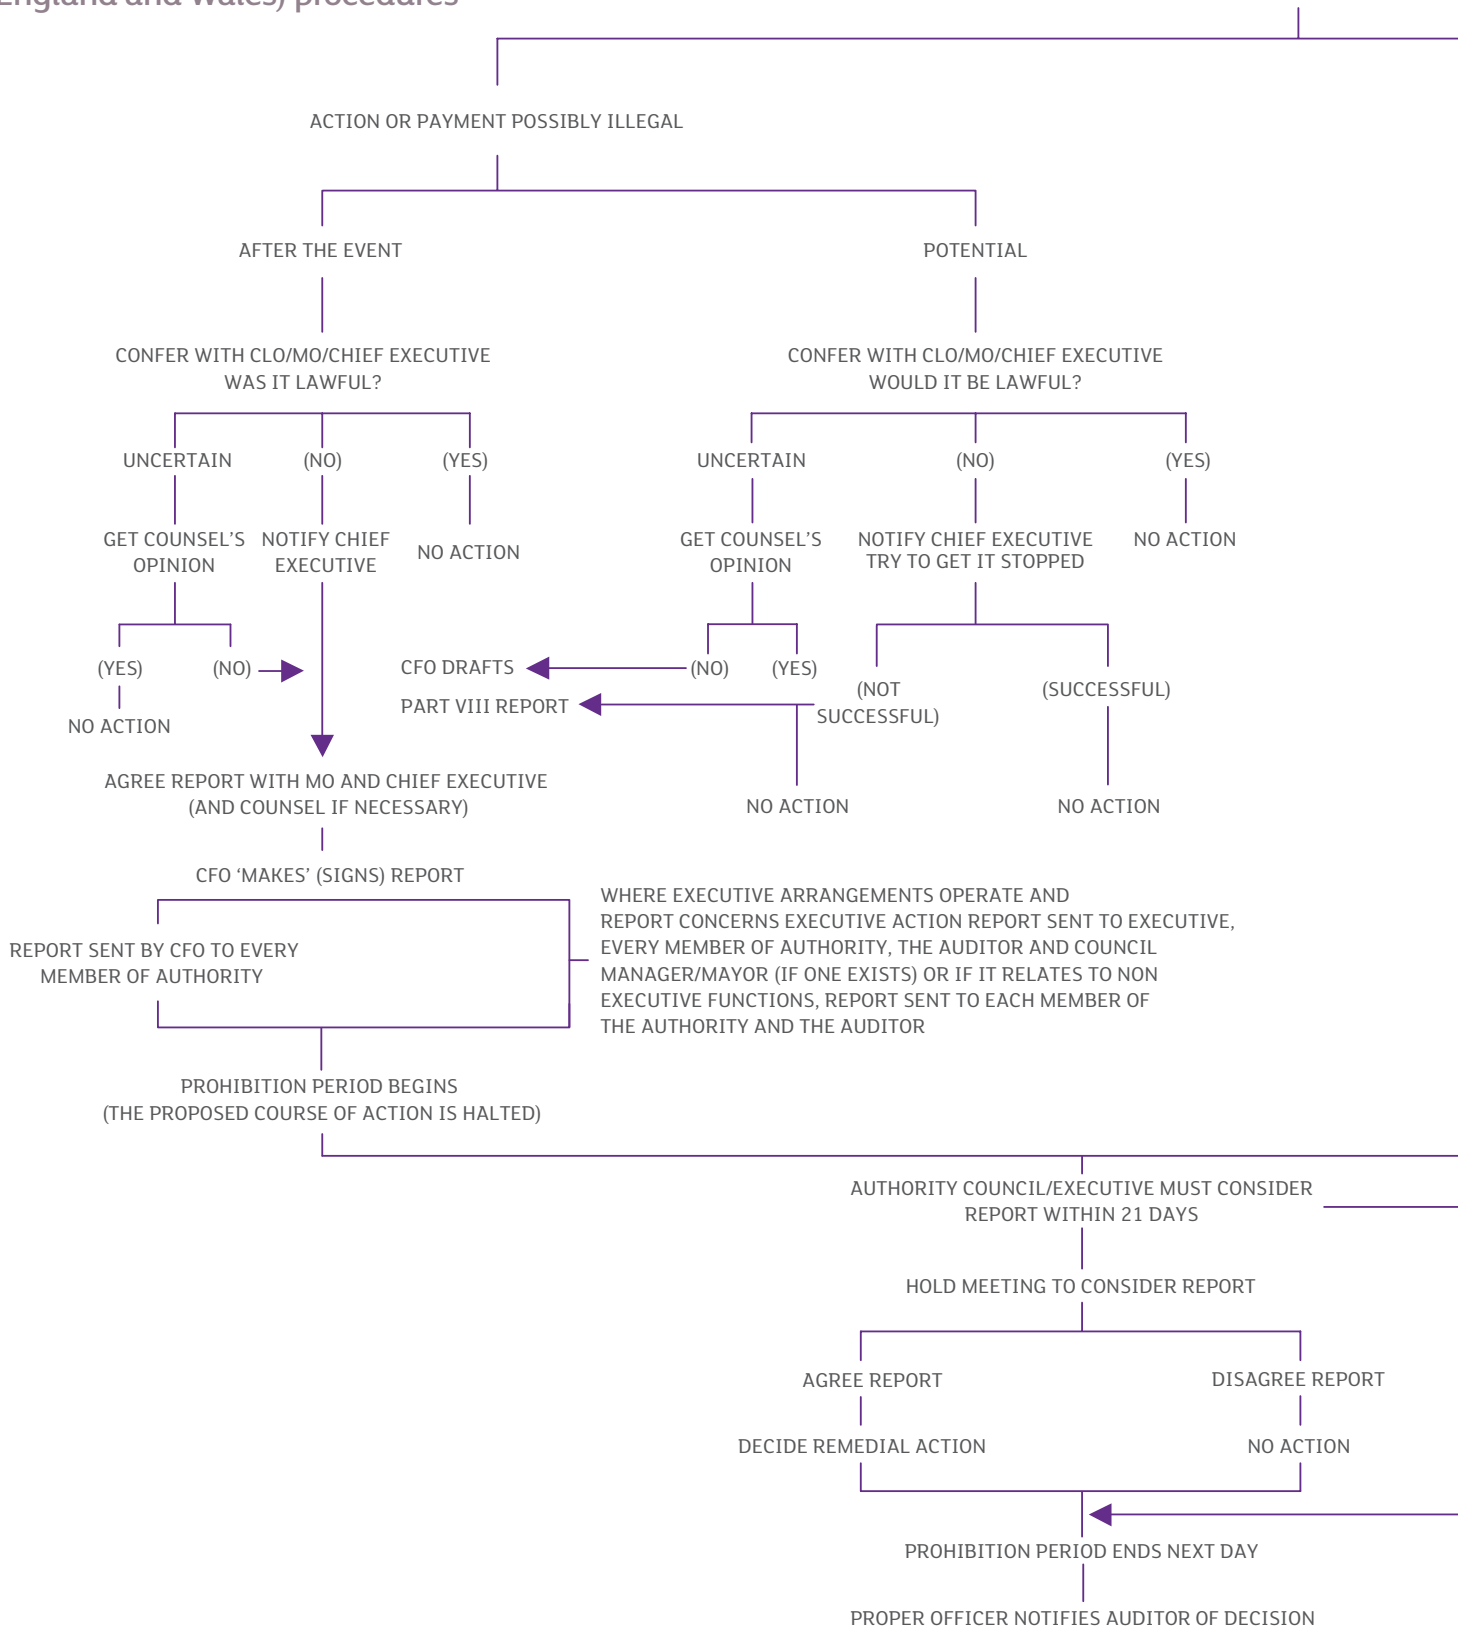 England and Wales) procedures
ACTION OR PAYMENT POSSIBLY ILLEGAL
AFTER THE EVENT
POTENTIAL
CONFER WITH CLO/MO/CHIEF EXECUTIVE
WAS IT LAWFUL?
CONFER WITH CLO/MO/CHIEF EXECUTIVE
WOULD IT BE LAWFUL?
UNCERTAIN
(NO)
(YES)
UNCERTAIN
(NO)
(YES)
GET COUNSEL'S
OPINION
NOTIFY CHIEF
EXECUTIVE
NO ACTION
GET COUNSEL'S
OPINION
NOTIFY CHIEF EXECUTIVE
TRY TO GET IT STOPPED
NO ACTION
(YES)
(NO)
CFO DRAFTS
(NO)
(YES)
PART VIII REPORT
(NOT
SUCCESSFUL)
(SUCCESSFUL)
NO ACTION
AGREE REPORT WITH MO AND CHIEF EXECUTIVE
(AND COUNSEL IF NECESSARY)
NO ACTION
NO ACTION
CFO ‘MAKES’ (SIGNS) REPORT
REPORT SENT BY CFO TO EVERY
MEMBER OF AUTHORITY
WHERE EXECUTIVE ARRANGEMENTS OPERATE AND
REPORT CONCERNS EXECUTIVE ACTION REPORT SENT TO EXECUTIVE,
EVERY MEMBER OF AUTHORITY, THE AUDITOR AND COUNCIL
MANAGER/MAYOR (IF ONE EXISTS) OR IF IT RELATES TO NON
EXECUTIVE FUNCTIONS, REPORT SENT TO EACH MEMBER OF
THE AUTHORITY AND THE AUDITOR
PROHIBITION PERIOD BEGINS
(THE PROPOSED COURSE OF ACTION IS HALTED)
AUTHORITY COUNCIL/EXECUTIVE MUST CONSIDER
REPORT WITHIN 21 DAYS
HOLD MEETING TO CONSIDER REPORT
AGREE REPORT
DISAGREE REPORT
DECIDE REMEDIAL ACTION
NO ACTION
PROHIBITION PERIOD ENDS NEXT DAY
PROPER OFFICER NOTIFIES AUDITOR OF DECISION